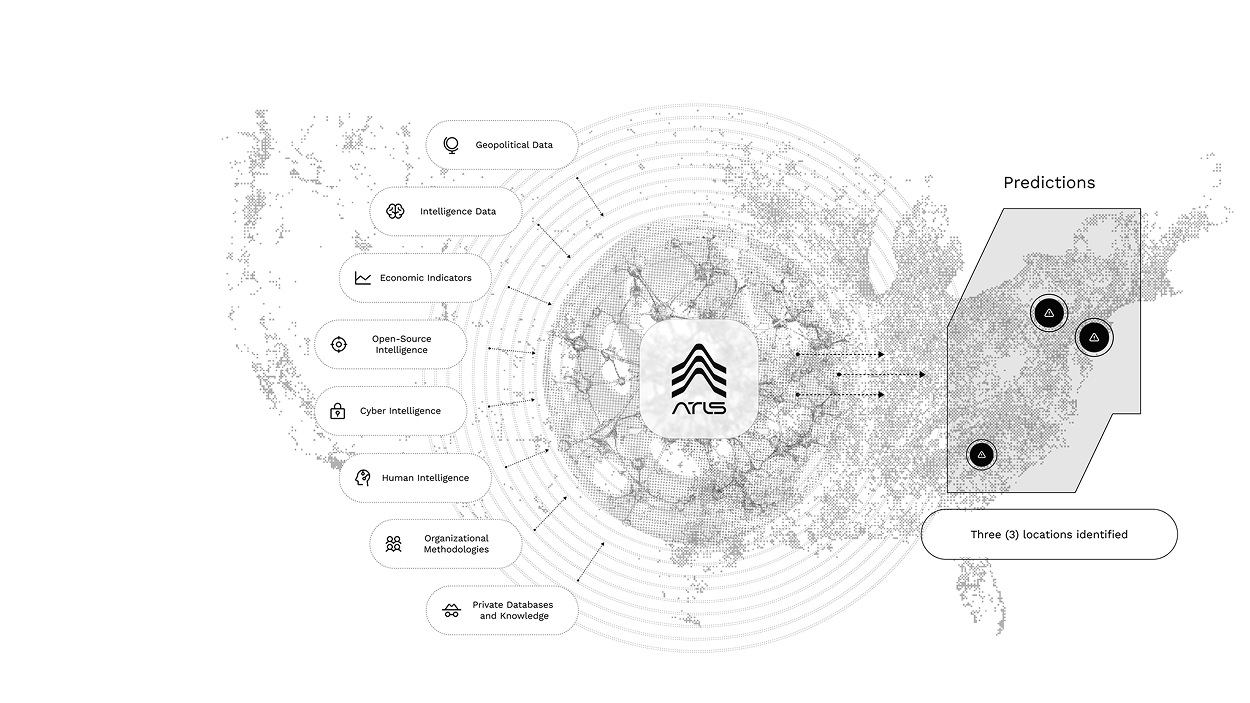 Geopolitical Data
Intelligence Data
Economic Indicators
Open-Source
Intelligence
Cyber Intelligence
Human Intelligence
Organizational
Methodologies
Private Databases
and Knowledge
ATLS
Predictions
Three (3) locations identified